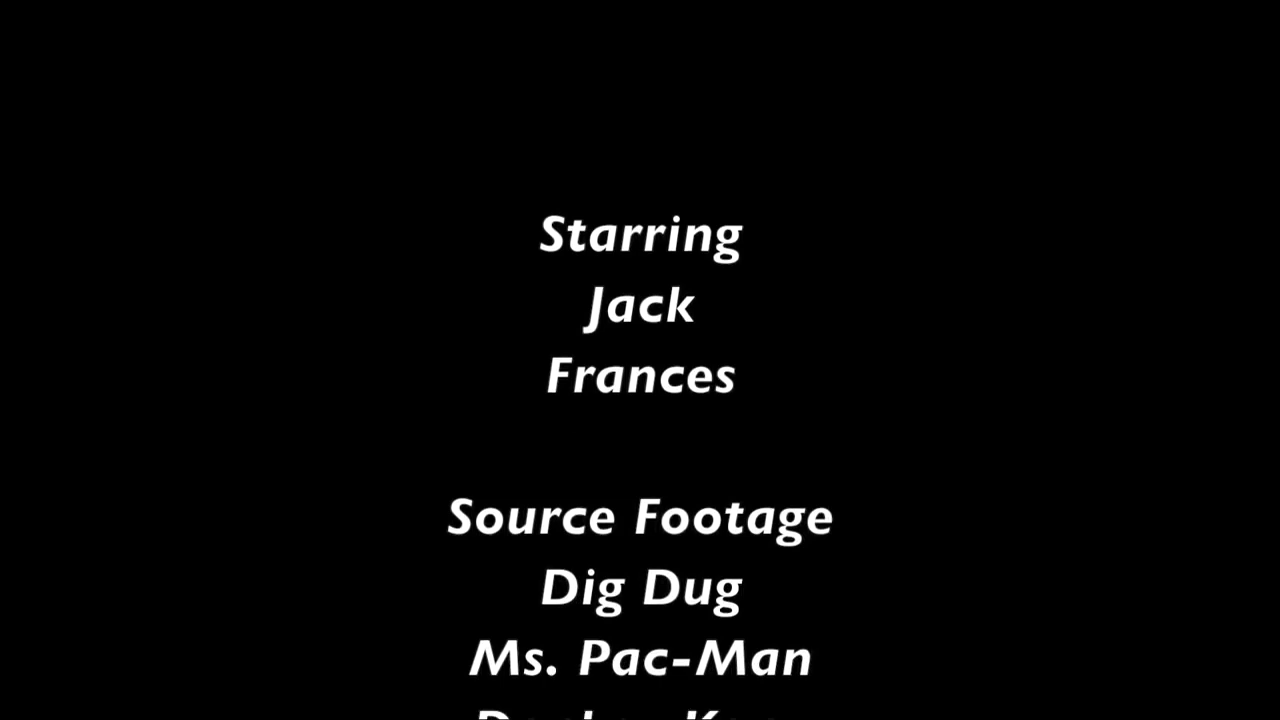 Starring
Jack
Frances
Source Footage
Dig Dug
Ms. Pac-Man